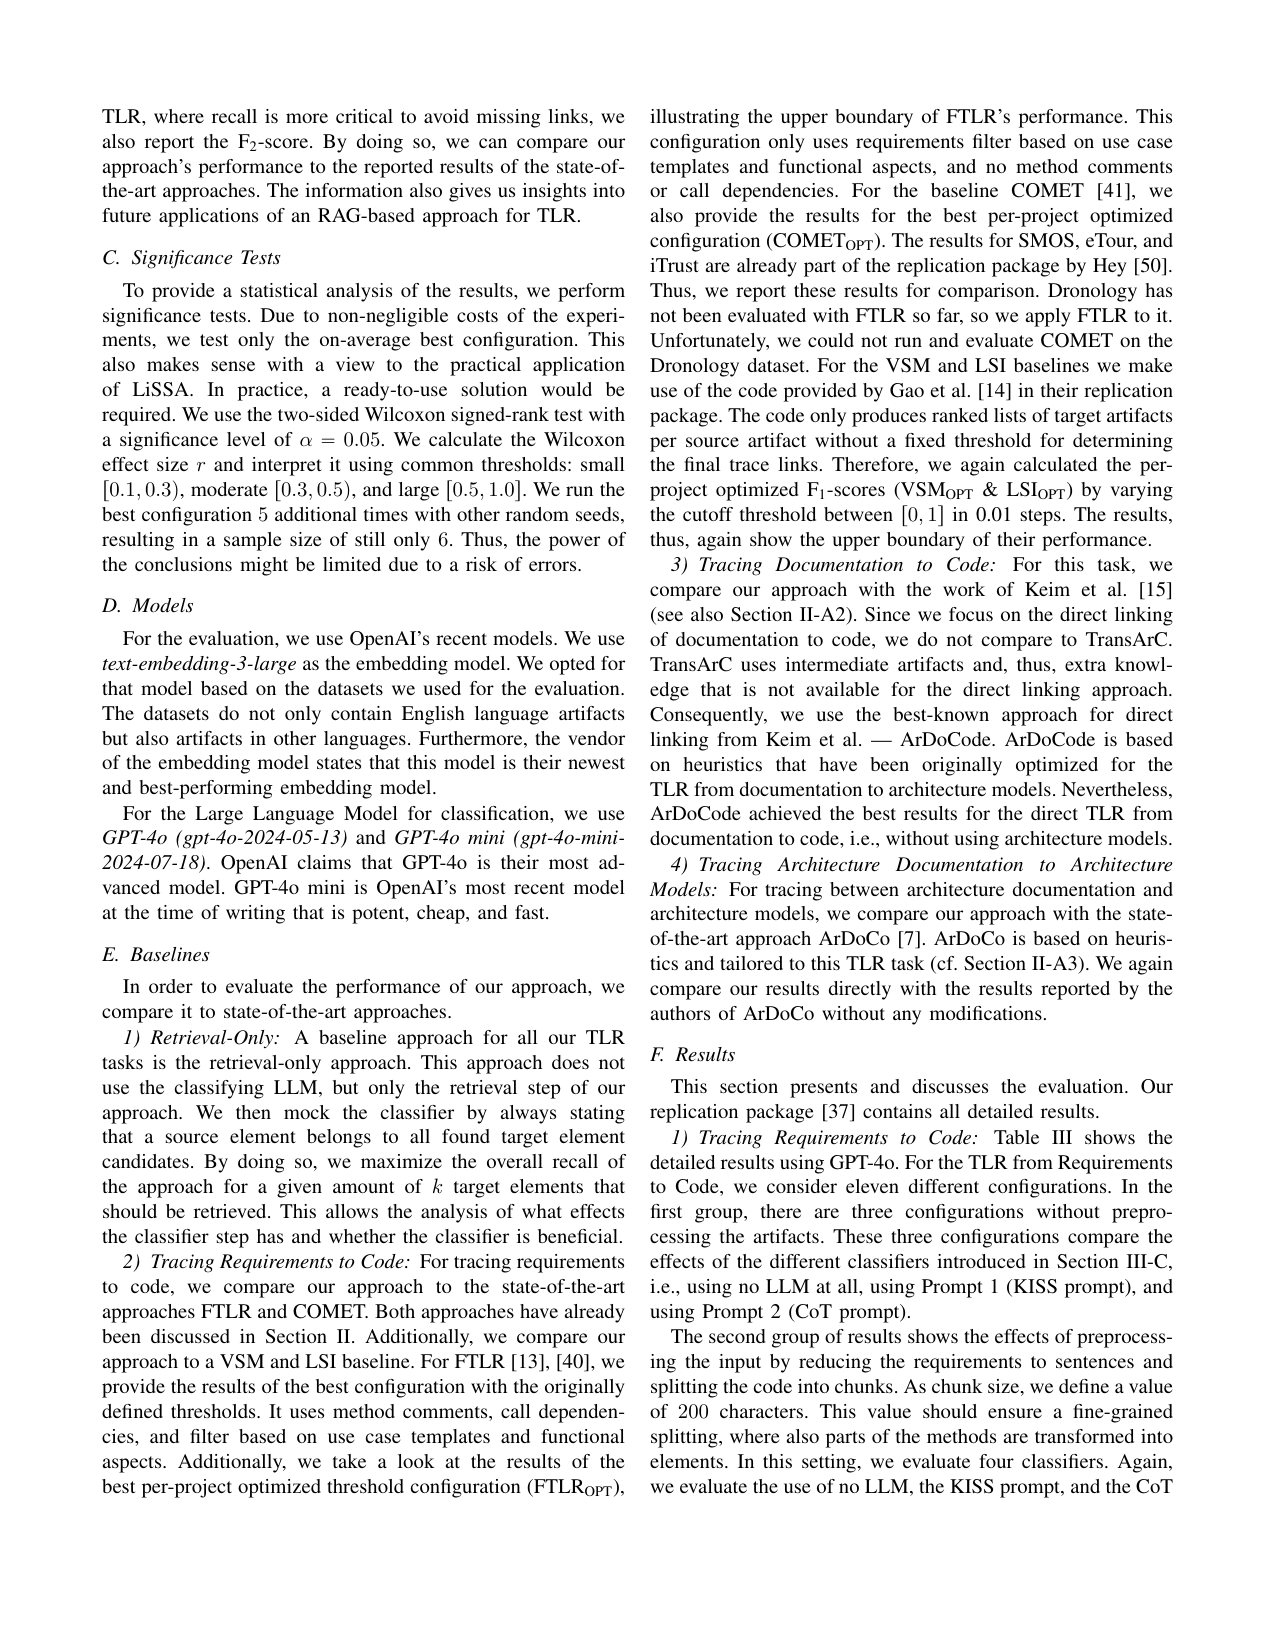 TLR, where recall is more critical to avoid missing links, we
also report the F2-score. By doing so, we can compare our
approach's performance to the reported results of the state-of-
the-art approaches. The information also gives us insights into
future applications of an RAG-based approach for TLR.
C. Significance Tests
To provide a statistical analysis of the results, we perform
significance tests. Due to non-negligible costs of the experi-
ments, we test only the on-average best configuration. This
also makes sense with a view to the practical application
of LiSSA. In practice, a ready-to-use solution would be
required. We use the two-sided Wilcoxon signed-rank test with
a significance level of α = 0.05. We calculate the Wilcoxon
effect size r and interpret it using common thresholds: small
[0.1, 0.3), moderate [0.3, 0.5), and large [0.5, 1.0]. We run the
best configuration 5 additional times with other random seeds,
resulting in a sample size of still only 6. Thus, the power of
the conclusions might be limited due to a risk of errors.
D. Models
For the evaluation, we use OpenAI's recent models. We use
text-embedding-3-large as the embedding model. We opted for
that model based on the datasets we used for the evaluation.
The datasets do not only contain English language artifacts
but also artifacts in other languages. Furthermore, the vendor
of the embedding model states that this model is their newest
and best-performing embedding model.
For the Large Language Model for classification, we use
GPT-4o (gpt-4o-2024-05-13) and GPT-4o mini (gpt-4o-mini-
2024-07-18). OpenAI claims that GPT-4o is their most ad-
vanced model. GPT-4o mini is OpenAI's most recent model
at the time of writing that is potent, cheap, and fast.
E. Baselines
In order to evaluate the performance of our approach, we
compare it to state-of-the-art approaches.
1) Retrieval-Only: A baseline approach for all our TLR
tasks is the retrieval-only approach. This approach does not
use the classifying LLM, but only the retrieval step of our
approach. We then mock the classifier by always stating
that a source element belongs to all found target element
candidates. By doing so, we maximize the overall recall of
the approach for a given amount of k target elements that
should be retrieved. This allows the analysis of what effects
the classifier step has and whether the classifier is beneficial.
2) Tracing Requirements to Code: For tracing requirements
to code, we compare our approach to the state-of-the-art
approaches FTLR and COMET. Both approaches have already
been discussed in Section II. Additionally, we compare our
approach to a VSM and LSI baseline. For FTLR [13], [40], we
provide the results of the best configuration with the originally
defined thresholds. It uses method comments, call dependen-
cies, and filter based on use case templates and functional
aspects. Additionally, we take a look at the results of the
best per-project optimized threshold configuration (FTLROPT),
illustrating the upper boundary of FTLR's performance. This
configuration only uses requirements filter based on use case
templates and functional aspects, and no method comments
or call dependencies. For the baseline COMET [41], we
also provide the results for the best per-project optimized
configuration (COMETOPT). The results for SMOS, eTour, and
iTrust are already part of the replication package by Hey [50].
Thus, we report these results for comparison. Dronology has
not been evaluated with FTLR so far, so we apply FTLR to it.
Unfortunately, we could not run and evaluate COMET on the
Dronology dataset. For the VSM and LSI baselines we make
use of the code provided by Gao et al. [14] in their replication
package. The code only produces ranked lists of target artifacts
per source artifact without a fixed threshold for determining
the final trace links. Therefore, we again calculated the per-
project optimized F1-scores (VSMOPT & LSIOPT) by varying
the cutoff threshold between [0, 1] in 0.01 steps. The results,
thus, again show the upper boundary of their performance.
3) Tracing Documentation to Code: For this task, we
compare our approach with the work of Keim et al. [15]
(see also Section II-A2). Since we focus on the direct linking
of documentation to code, we do not compare to TransArC.
TransArC uses intermediate artifacts and, thus, extra knowl-
edge that is not available for the direct linking approach.
Consequently, we use the best-known approach for direct
linking from Keim et al. — ArDoCode. ArDoCode is based
on heuristics that have been originally optimized for the
TLR from documentation to architecture models. Nevertheless,
ArDoCode achieved the best results for the direct TLR from
documentation to code, i.e., without using architecture models.
4) Tracing Architecture Documentation to Architecture
Models: For tracing between architecture documentation and
architecture models, we compare our approach with the state-
of-the-art approach ArDoCo [7]. ArDoCo is based on heuris-
tics and tailored to this TLR task (cf. Section II-A3). We again
compare our results directly with the results reported by the
authors of ArDoCo without any modifications.
F. Results
This section presents and discusses the evaluation. Our
replication package [37] contains all detailed results.
1) Tracing Requirements to Code: Table III shows the
detailed results using GPT-4o. For the TLR from Requirements
to Code, we consider eleven different configurations. In the
first group, there are three configurations without prepro-
cessing the artifacts. These three configurations compare the
effects of the different classifiers introduced in Section III-C,
i.e., using no LLM at all, using Prompt 1 (KISS prompt), and
using Prompt 2 (CoT prompt).
The second group of results shows the effects of preprocess-
ing the input by reducing the requirements to sentences and
splitting the code into chunks. As chunk size, we define a value
of 200 characters. This value should ensure a fine-grained
splitting, where also parts of the methods are transformed into
elements. In this setting, we evaluate four classifiers. Again,
we evaluate the use of no LLM, the KISS prompt, and the CoT